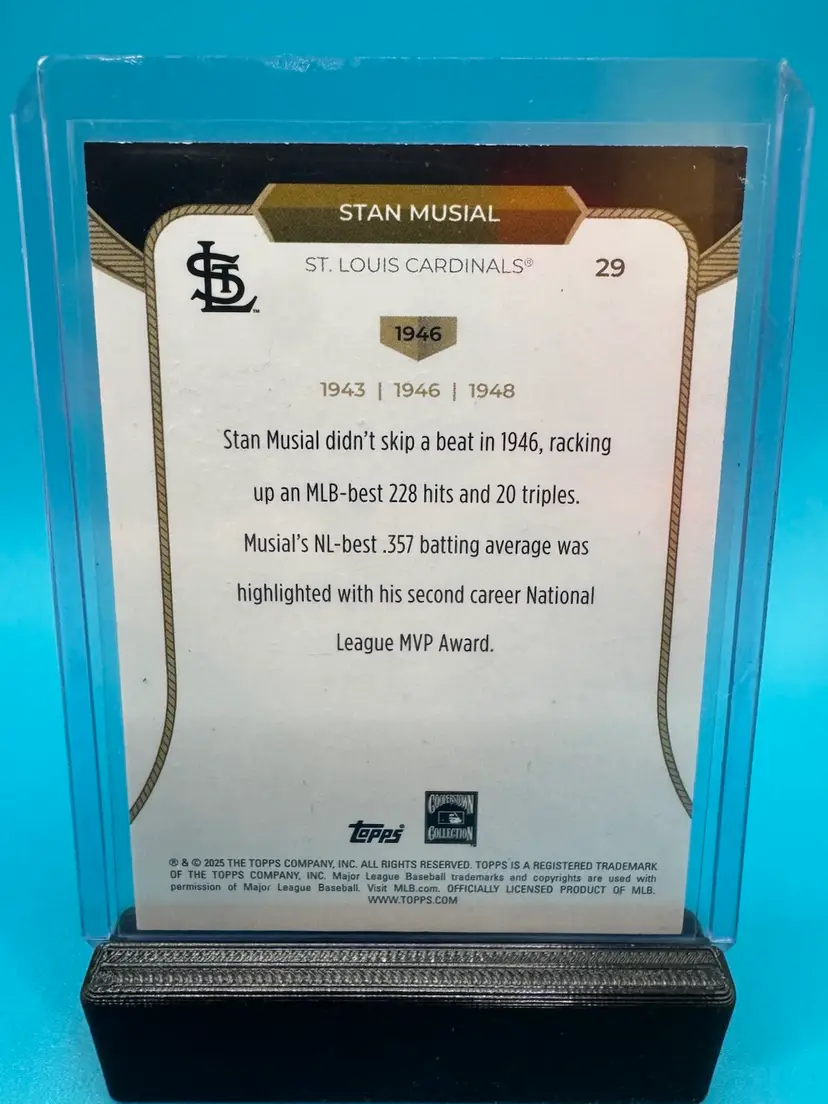 STAN MUSIAL
STL™
ST. LOUIS CARDINALS®
29
1946
1943 | 1946 | 1948
Stan Musial didn't skip a beat in 1946, racking
up an MLB-best 228 hits and 20 triples.
Musial's NL-best .357 batting average was
highlighted with his second career National
League MVP Award.
Topps®
COOPERSTOWN
COLLECTION
® & © 2025 THE TOPPS COMPANY, INC. ALL RIGHTS RESERVED. TOPPS IS A REGISTERED TRADEMARK
OF THE TOPPS COMPANY, INC. Major League Baseball trademarks and copyrights are used with
permission of Major League Baseball. Visit MLB.com. OFFICIALLY LICENSED PRODUCT OF MLB.
WWW.TOPPS.COM